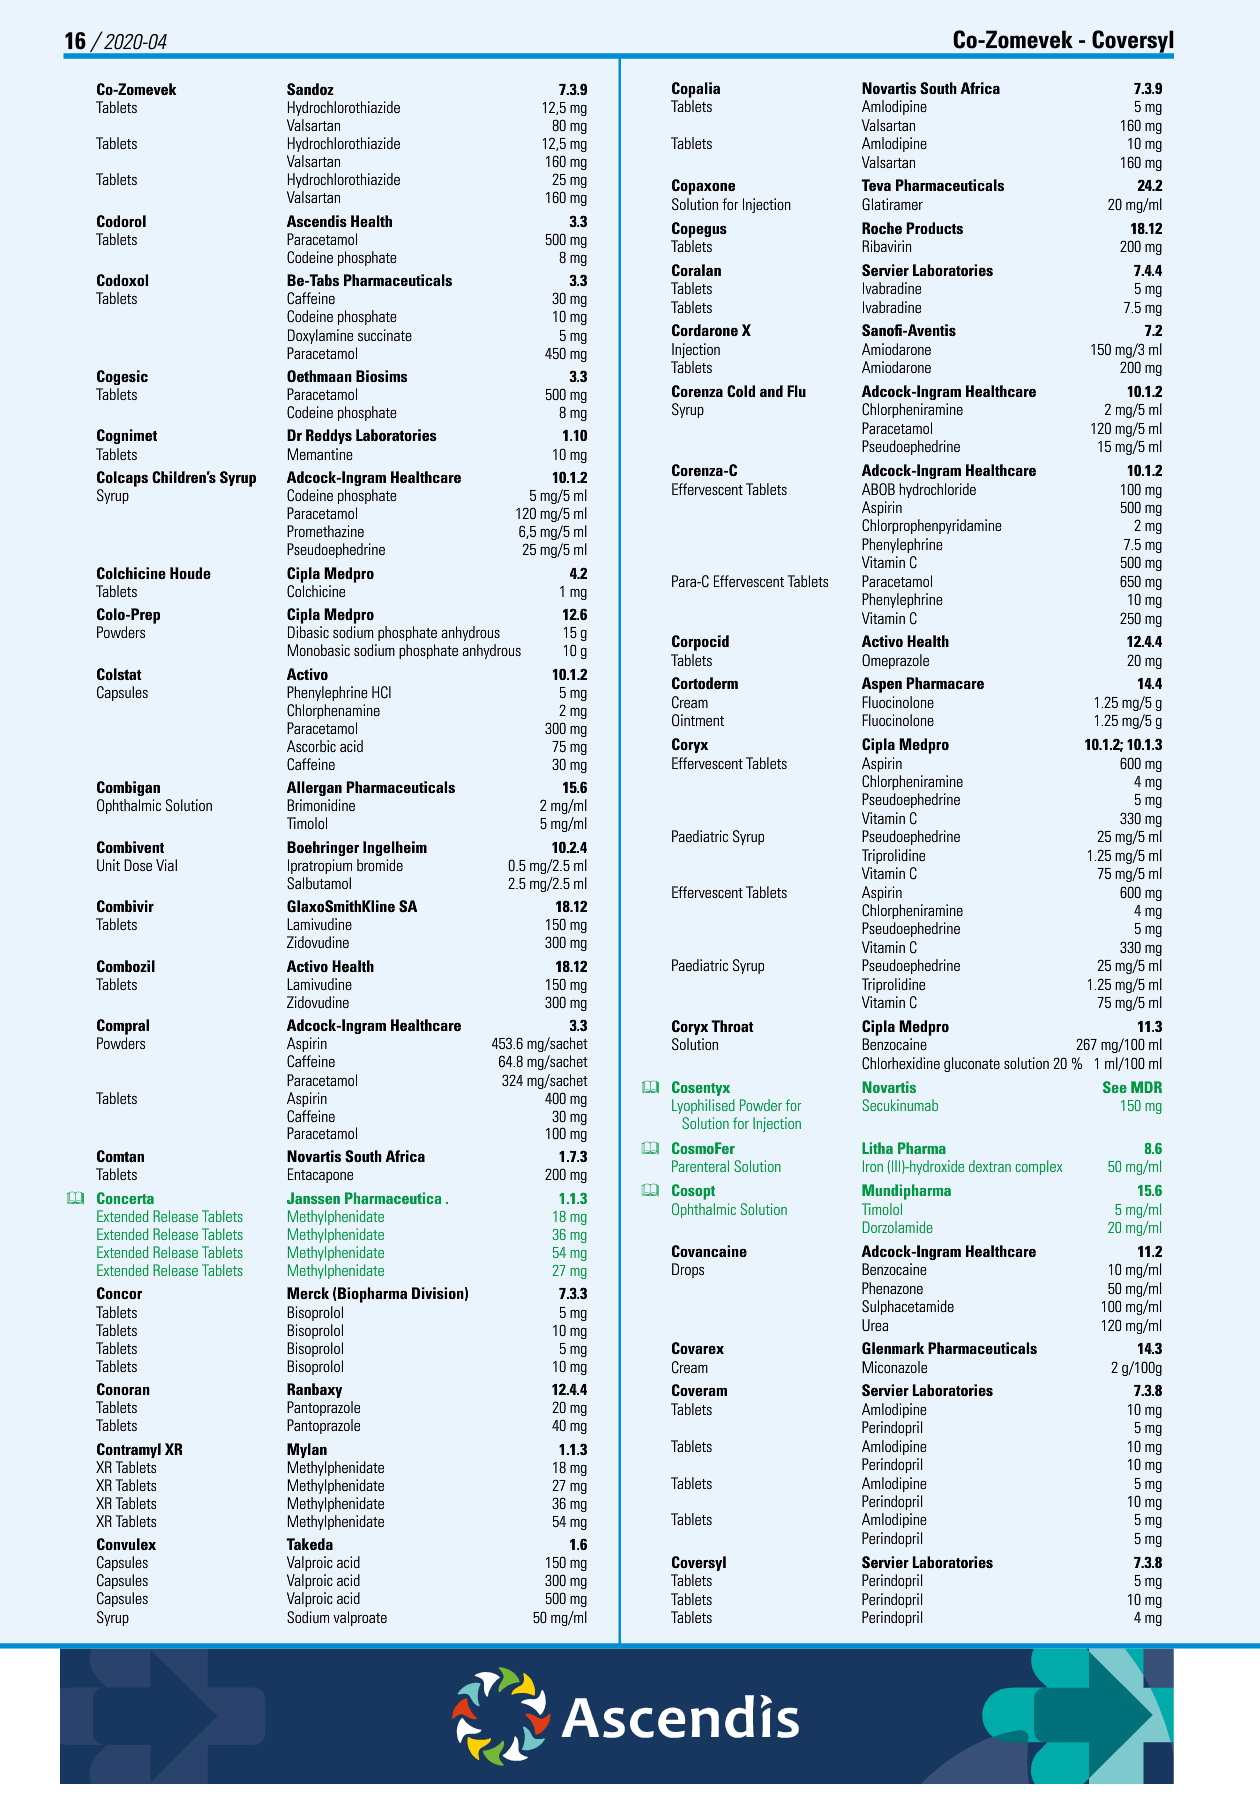 16 / 2020-04
Co-Zomevek - Coversyl
Co-Zomevek Sandoz 7.3.9
Tablets Hydrochlorothiazide 12,5 mg
Valsartan 80 mg
Tablets Hydrochlorothiazide 12,5 mg
Valsartan 160 mg
Tablets Hydrochlorothiazide 25 mg
Valsartan 160 mg
Codorol Ascendis Health 3.3
Tablets Paracetamol 500 mg
Codeine phosphate 8 mg
Codoxol Be-Tabs Pharmaceuticals 3.3
Tablets Caffeine 30 mg
Codeine phosphate 10 mg
Doxylamine succinate 5 mg
Paracetamol 450 mg
Cogesic Oethmaan Biosims 3.3
Tablets Paracetamol 500 mg
Codeine phosphate 8 mg
Cognimet Dr Reddys Laboratories 1.10
Tablets Memantine 10 mg
Colcaps Children's Syrup Adcock-Ingram Healthcare 10.1.2
Syrup Codeine phosphate 5 mg/5 ml
Paracetamol 120 mg/5 ml
Promethazine 6,5 mg/5 ml
Pseudoephedrine 25 mg/5 ml
Colchicine Houde Cipla Medpro 4.2
Tablets Colchicine 1 mg
Colo-Prep Cipla Medpro 12.6
Powders Dibasic sodium phosphate anhydrous 15 g
Monobasic sodium phosphate anhydrous 10 g
Colstat Activo 10.1.2
Capsules Phenylephrine HCl 5 mg
Chlorphenamine 2 mg
Paracetamol 300 mg
Ascorbic acid 75 mg
Caffeine 30 mg
Combigan Allergan Pharmaceuticals 15.6
Ophthalmic Solution Brimonidine 2 mg/ml
Timolol 5 mg/ml
Combivent Boehringer Ingelheim 10.2.4
Unit Dose Vial Ipratropium bromide 0.5 mg/2.5 ml
Salbutamol 2.5 mg/2.5 ml
Combivir GlaxoSmithKline SA 18.12
Tablets Lamivudine 150 mg
Zidovudine 300 mg
Combozil Activo Health 18.12
Tablets Lamivudine 150 mg
Zidovudine 300 mg
Compral Adcock-Ingram Healthcare 3.3
Powders Aspirin 453.6 mg/sachet
Caffeine 64.8 mg/sachet
Paracetamol 324 mg/sachet
Tablets Aspirin 400 mg
Caffeine 30 mg
Paracetamol 100 mg
Comtan Novartis South Africa 1.7.3
Tablets Entacapone 200 mg
Concerta Janssen Pharmaceutica . 1.1.3
Extended Release Tablets Methylphenidate 18 mg
Extended Release Tablets Methylphenidate 36 mg
Extended Release Tablets Methylphenidate 54 mg
Extended Release Tablets Methylphenidate 27 mg
Concor Merck (Biopharma Division) 7.3.3
Tablets Bisoprolol 5 mg
Tablets Bisoprolol 10 mg
Tablets Bisoprolol 5 mg
Tablets Bisoprolol 10 mg
Conoran Ranbaxy 12.4.4
Tablets Pantoprazole 20 mg
Tablets Pantoprazole 40 mg
Contramyl XR Mylan 1.1.3
XR Tablets Methylphenidate 18 mg
XR Tablets Methylphenidate 27 mg
XR Tablets Methylphenidate 36 mg
XR Tablets Methylphenidate 54 mg
Convulex Takeda 1.6
Capsules Valproic acid 150 mg
Capsules Valproic acid 300 mg
Capsules Valproic acid 500 mg
Syrup Sodium valproate 50 mg/ml
Copalia Novartis South Africa 7.3.9
Tablets Amlodipine 5 mg
Valsartan 160 mg
Tablets Amlodipine 10 mg
Valsartan 160 mg
Copaxone Teva Pharmaceuticals 24.2
Solution for Injection Glatiramer 20 mg/ml
Copegus Roche Products 18.12
Tablets Ribavirin 200 mg
Coralan Servier Laboratories 7.4.4
Tablets Ivabradine 5 mg
Tablets Ivabradine 7.5 mg
Cordarone X Sanofi-Aventis 7.2
Injection Amiodarone 150 mg/3 ml
Tablets Amiodarone 200 mg
Corenza Cold and Flu Adcock-Ingram Healthcare 10.1.2
Syrup Chlorpheniramine 2 mg/5 ml
Paracetamol 120 mg/5 ml
Pseudoephedrine 15 mg/5 ml
Corenza-C Adcock-Ingram Healthcare 10.1.2
Effervescent Tablets ABOB hydrochloride 100 mg
Aspirin 500 mg
Chlorprophenpyridamine 2 mg
Phenylephrine 7.5 mg
Vitamin C 500 mg
Para-C Effervescent Tablets Paracetamol 650 mg
Phenylephrine 10 mg
Vitamin C 250 mg
Corpocid Activo Health 12.4.4
Tablets Omeprazole 20 mg
Cortoderm Aspen Pharmacare 14.4
Cream Fluocinolone 1.25 mg/5 g
Ointment Fluocinolone 1.25 mg/5 g
Coryx Cipla Medpro 10.1.2; 10.1.3
Effervescent Tablets Aspirin 600 mg
Chlorpheniramine 4 mg
Pseudoephedrine 5 mg
Vitamin C 330 mg
Paediatric Syrup Pseudoephedrine 25 mg/5 ml
Triprolidine 1.25 mg/5 ml
Vitamin C 75 mg/5 ml
Effervescent Tablets Aspirin 600 mg
Chlorpheniramine 4 mg
Pseudoephedrine 5 mg
Vitamin C 330 mg
Paediatric Syrup Pseudoephedrine 25 mg/5 ml
Triprolidine 1.25 mg/5 ml
Vitamin C 75 mg/5 ml
Coryx Throat Cipla Medpro 11.3
Solution Benzocaine 267 mg/100 ml
Chlorhexidine gluconate solution 20 % 1 ml/100 ml
Cosentyx Novartis See MDR
Lyophilised Powder for Secukinumab 150 mg
Solution for Injection
CosmoFer Litha Pharma 8.6
Parenteral Solution Iron (III)-hydroxide dextran complex 50 mg/ml
Cosopt Mundipharma 15.6
Ophthalmic Solution Timolol 5 mg/ml
Dorzolamide 20 mg/ml
Covancaine Adcock-Ingram Healthcare 11.2
Drops Benzocaine 10 mg/ml
Phenazone 50 mg/ml
Sulphacetamide 100 mg/ml
Urea 120 mg/ml
Covarex Glenmark Pharmaceuticals 14.3
Cream Miconazole 2 g/100g
Coveram Servier Laboratories 7.3.8
Tablets Amlodipine 10 mg
Perindopril 5 mg
Tablets Amlodipine 10 mg
Perindopril 10 mg
Tablets Amlodipine 5 mg
Perindopril 10 mg
Tablets Amlodipine 5 mg
Perindopril 5 mg
Coversyl Servier Laboratories 7.3.8
Tablets Perindopril 5 mg
Tablets Perindopril 10 mg
Tablets Perindopril 4 mg
Ascendis